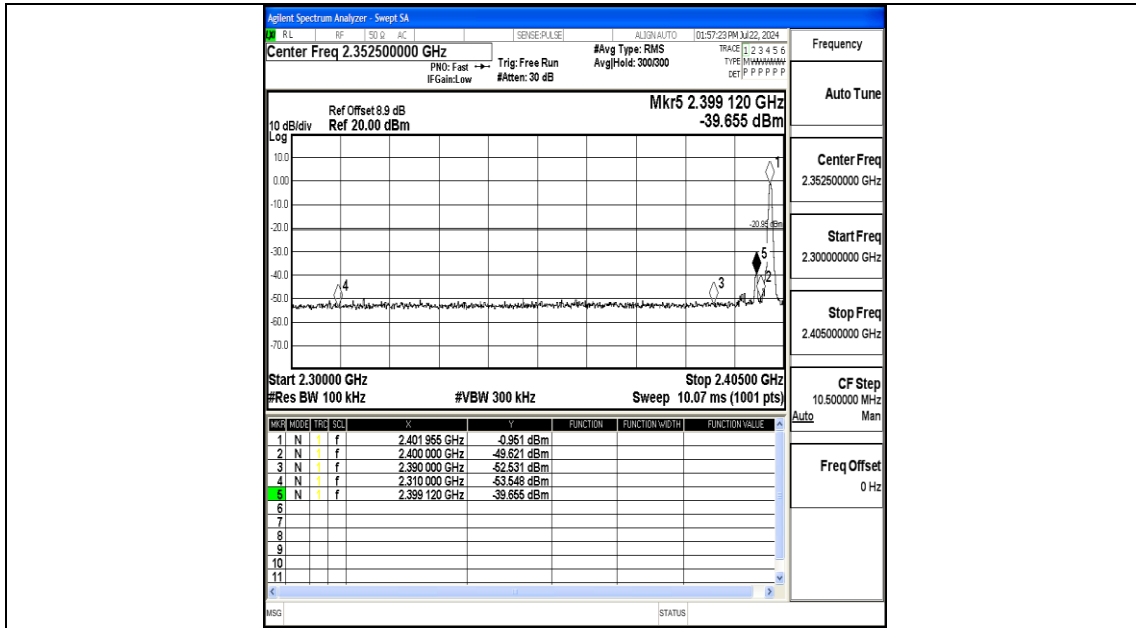 Agilent Spectrum Analyzer - Swept SA
RL RF 50 Ω AC SENSE:PULSE ALIGN AUTO 01:57:23 PM Jul 22, 2024
Center Freq 2.352500000 GHz
PNO: Fast
IFGain:Low
Trig: Free Run
#Atten: 30 dB
#Avg Type: RMS
Avg|Hold: 300/300
TRACE 1 2 3 4 5 6
TYPE MWWWWW
DET P P P P P P
Frequency
Auto Tune
Mkr5 2.399 120 GHz
-39.655 dBm
Ref Offset 8.9 dB
10 dB/div Ref 20.00 dBm
Log
10.0
0.00
-10.0
-20.0
-30.0
-40.0
-50.0
-60.0
-70.0
1
-20.95 dBm
5
2
3
4
Center Freq
2.352500000 GHz
Start Freq
2.300000000 GHz
Stop Freq
2.405000000 GHz
Start 2.30000 GHz Stop 2.40500 GHz
#Res BW 100 kHz #VBW 300 kHz Sweep 10.07 ms (1001 pts)
CF Step
10.500000 MHz
Auto Man
MKR MODE TRC SCL X Y FUNCTION FUNCTION WIDTH FUNCTION VALUE
1 N 1 f 2.401 955 GHz -0.951 dBm
2 N 1 f 2.400 000 GHz -49.621 dBm
3 N 1 f 2.390 000 GHz -52.531 dBm
4 N 1 f 2.310 000 GHz -53.548 dBm
5 N 1 f 2.399 120 GHz -39.655 dBm
6
7
8
9
10
11
Freq Offset
0 Hz
MSG STATUS